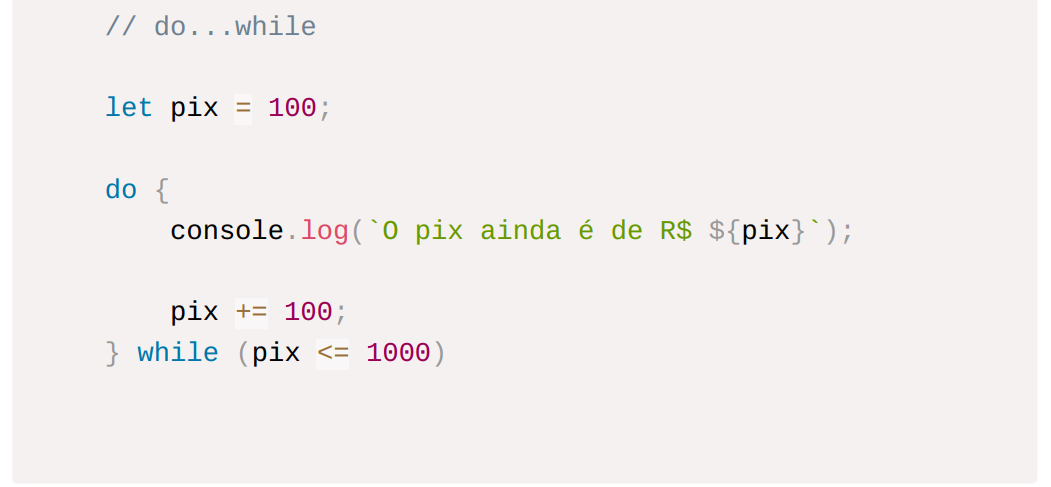 // do...while
let pix = 100;
do {
console.log(`O pix ainda é de R$ ${pix}`);
pix += 100;
} while (pix <= 1000)